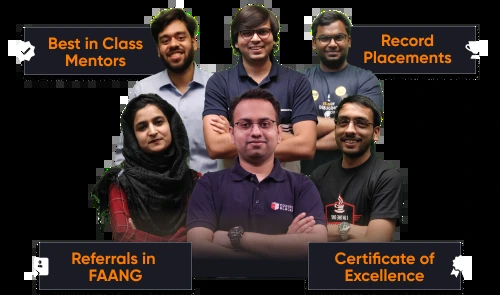 Best in Class
Mentors
Record
Placements
Referrals in
FAANG
Certificate of
Excellence